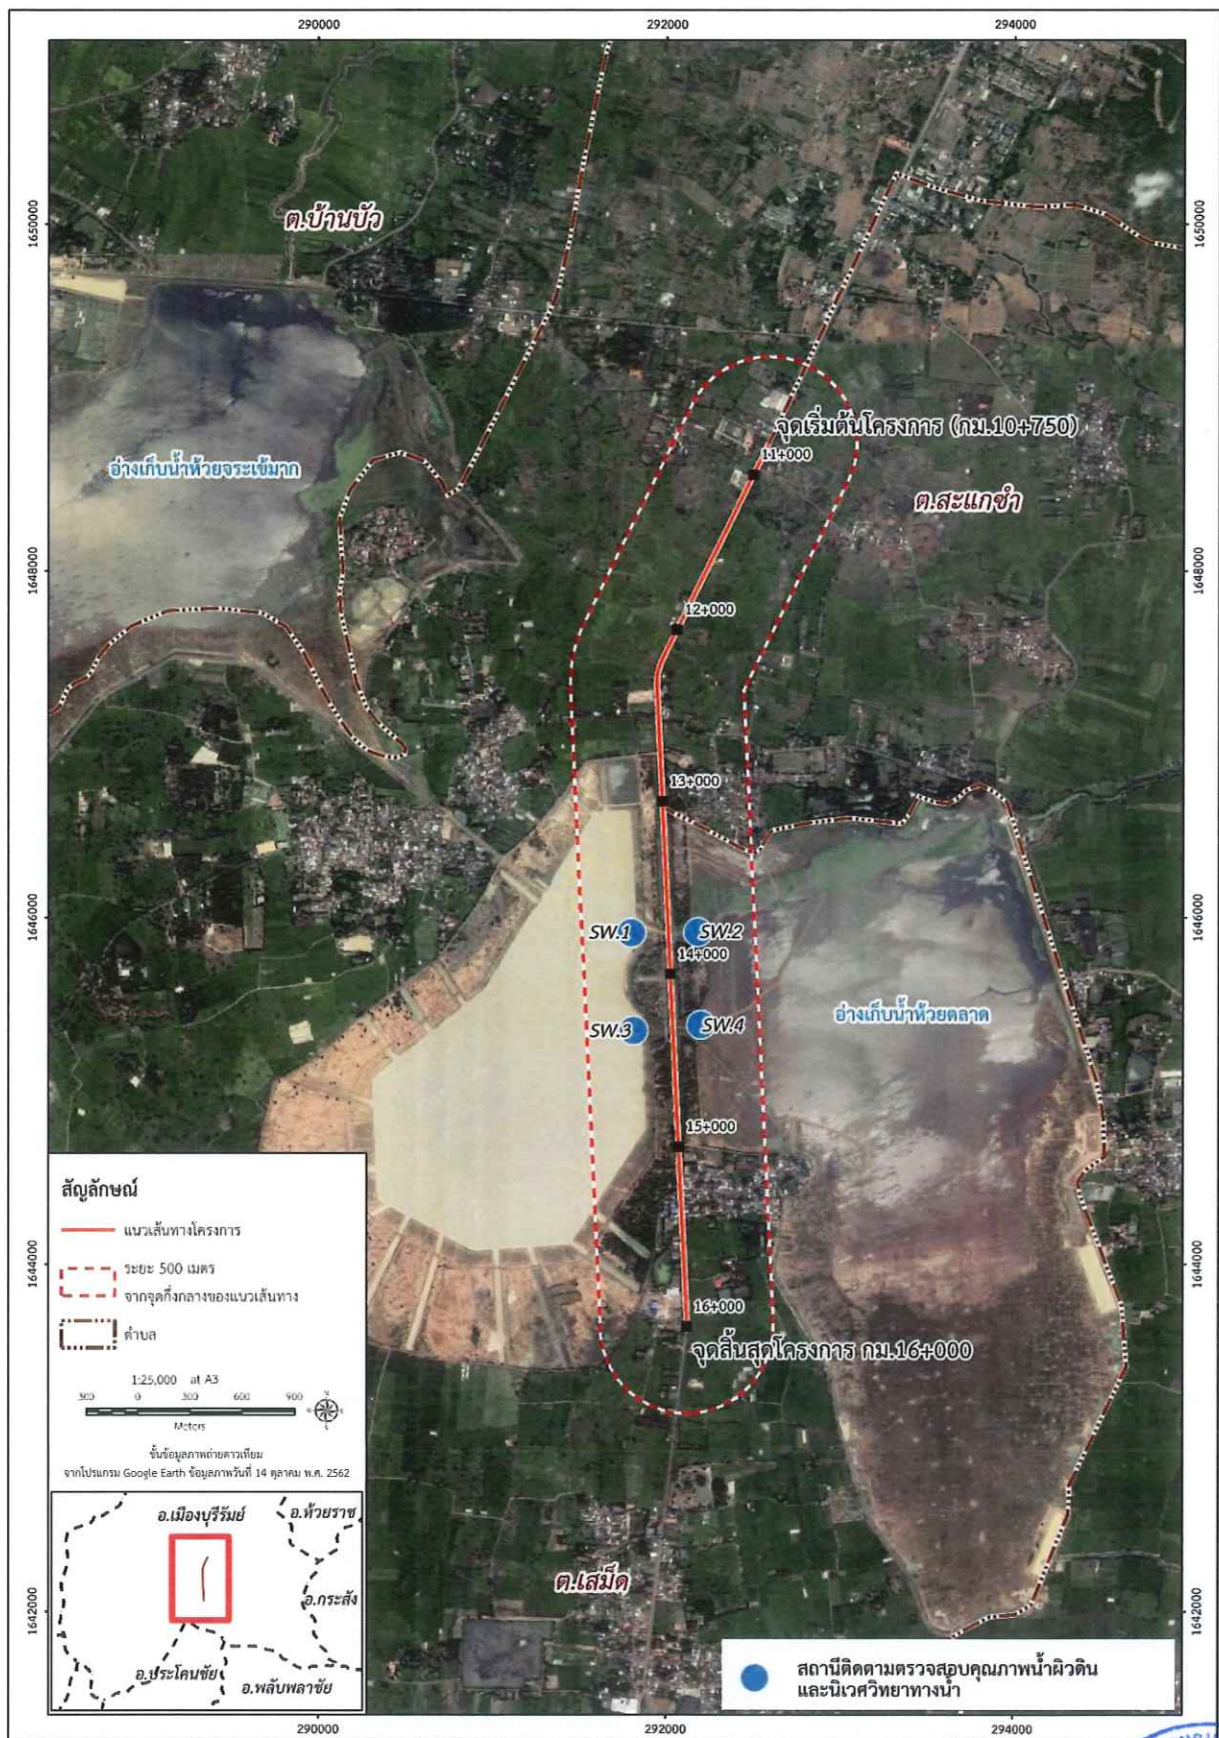 290000
292000
294000
1650000
1650000
ต.บ้านบัว
จุดเริ่มต้นโครงการ (กม.10+750)
11+000
อ่างเก็บน้ำห้วยจระเข้มาก
ต.สะแกซำ
1648000
1648000
12+000
13+000
1646000
1646000
SW.1
SW.2
14+000
อ่างเก็บน้ำห้วยตลาด
SW.3
SW.4
15+000
สัญลักษณ์
แนวเส้นทางโครงการ
ระยะ 500 เมตร
จากจุดกึ่งกลางของแนวเส้นทาง
ตำบล
1644000
1644000
16+000
จุดสิ้นสุดโครงการ กม.16+000
1:25,000 at A3
300 0 300 600 900
Meters
ชั้นข้อมูลภาพถ่ายดาวเทียม
จากโปรแกรม Google Earth ข้อมูลภาพวันที่ 14 ตุลาคม พ.ศ. 2562
อ.เมืองบุรีรัมย์
อ.ห้วยราช
อ.กระสัง
อ.ประโคนชัย
อ.พลับพลาชัย
ต.เสม็ด
1642000
1642000
สถานีติดตามตรวจสอบคุณภาพน้ำผิวดิน
และนิเวศวิทยาทางน้ำ
290000
292000
294000